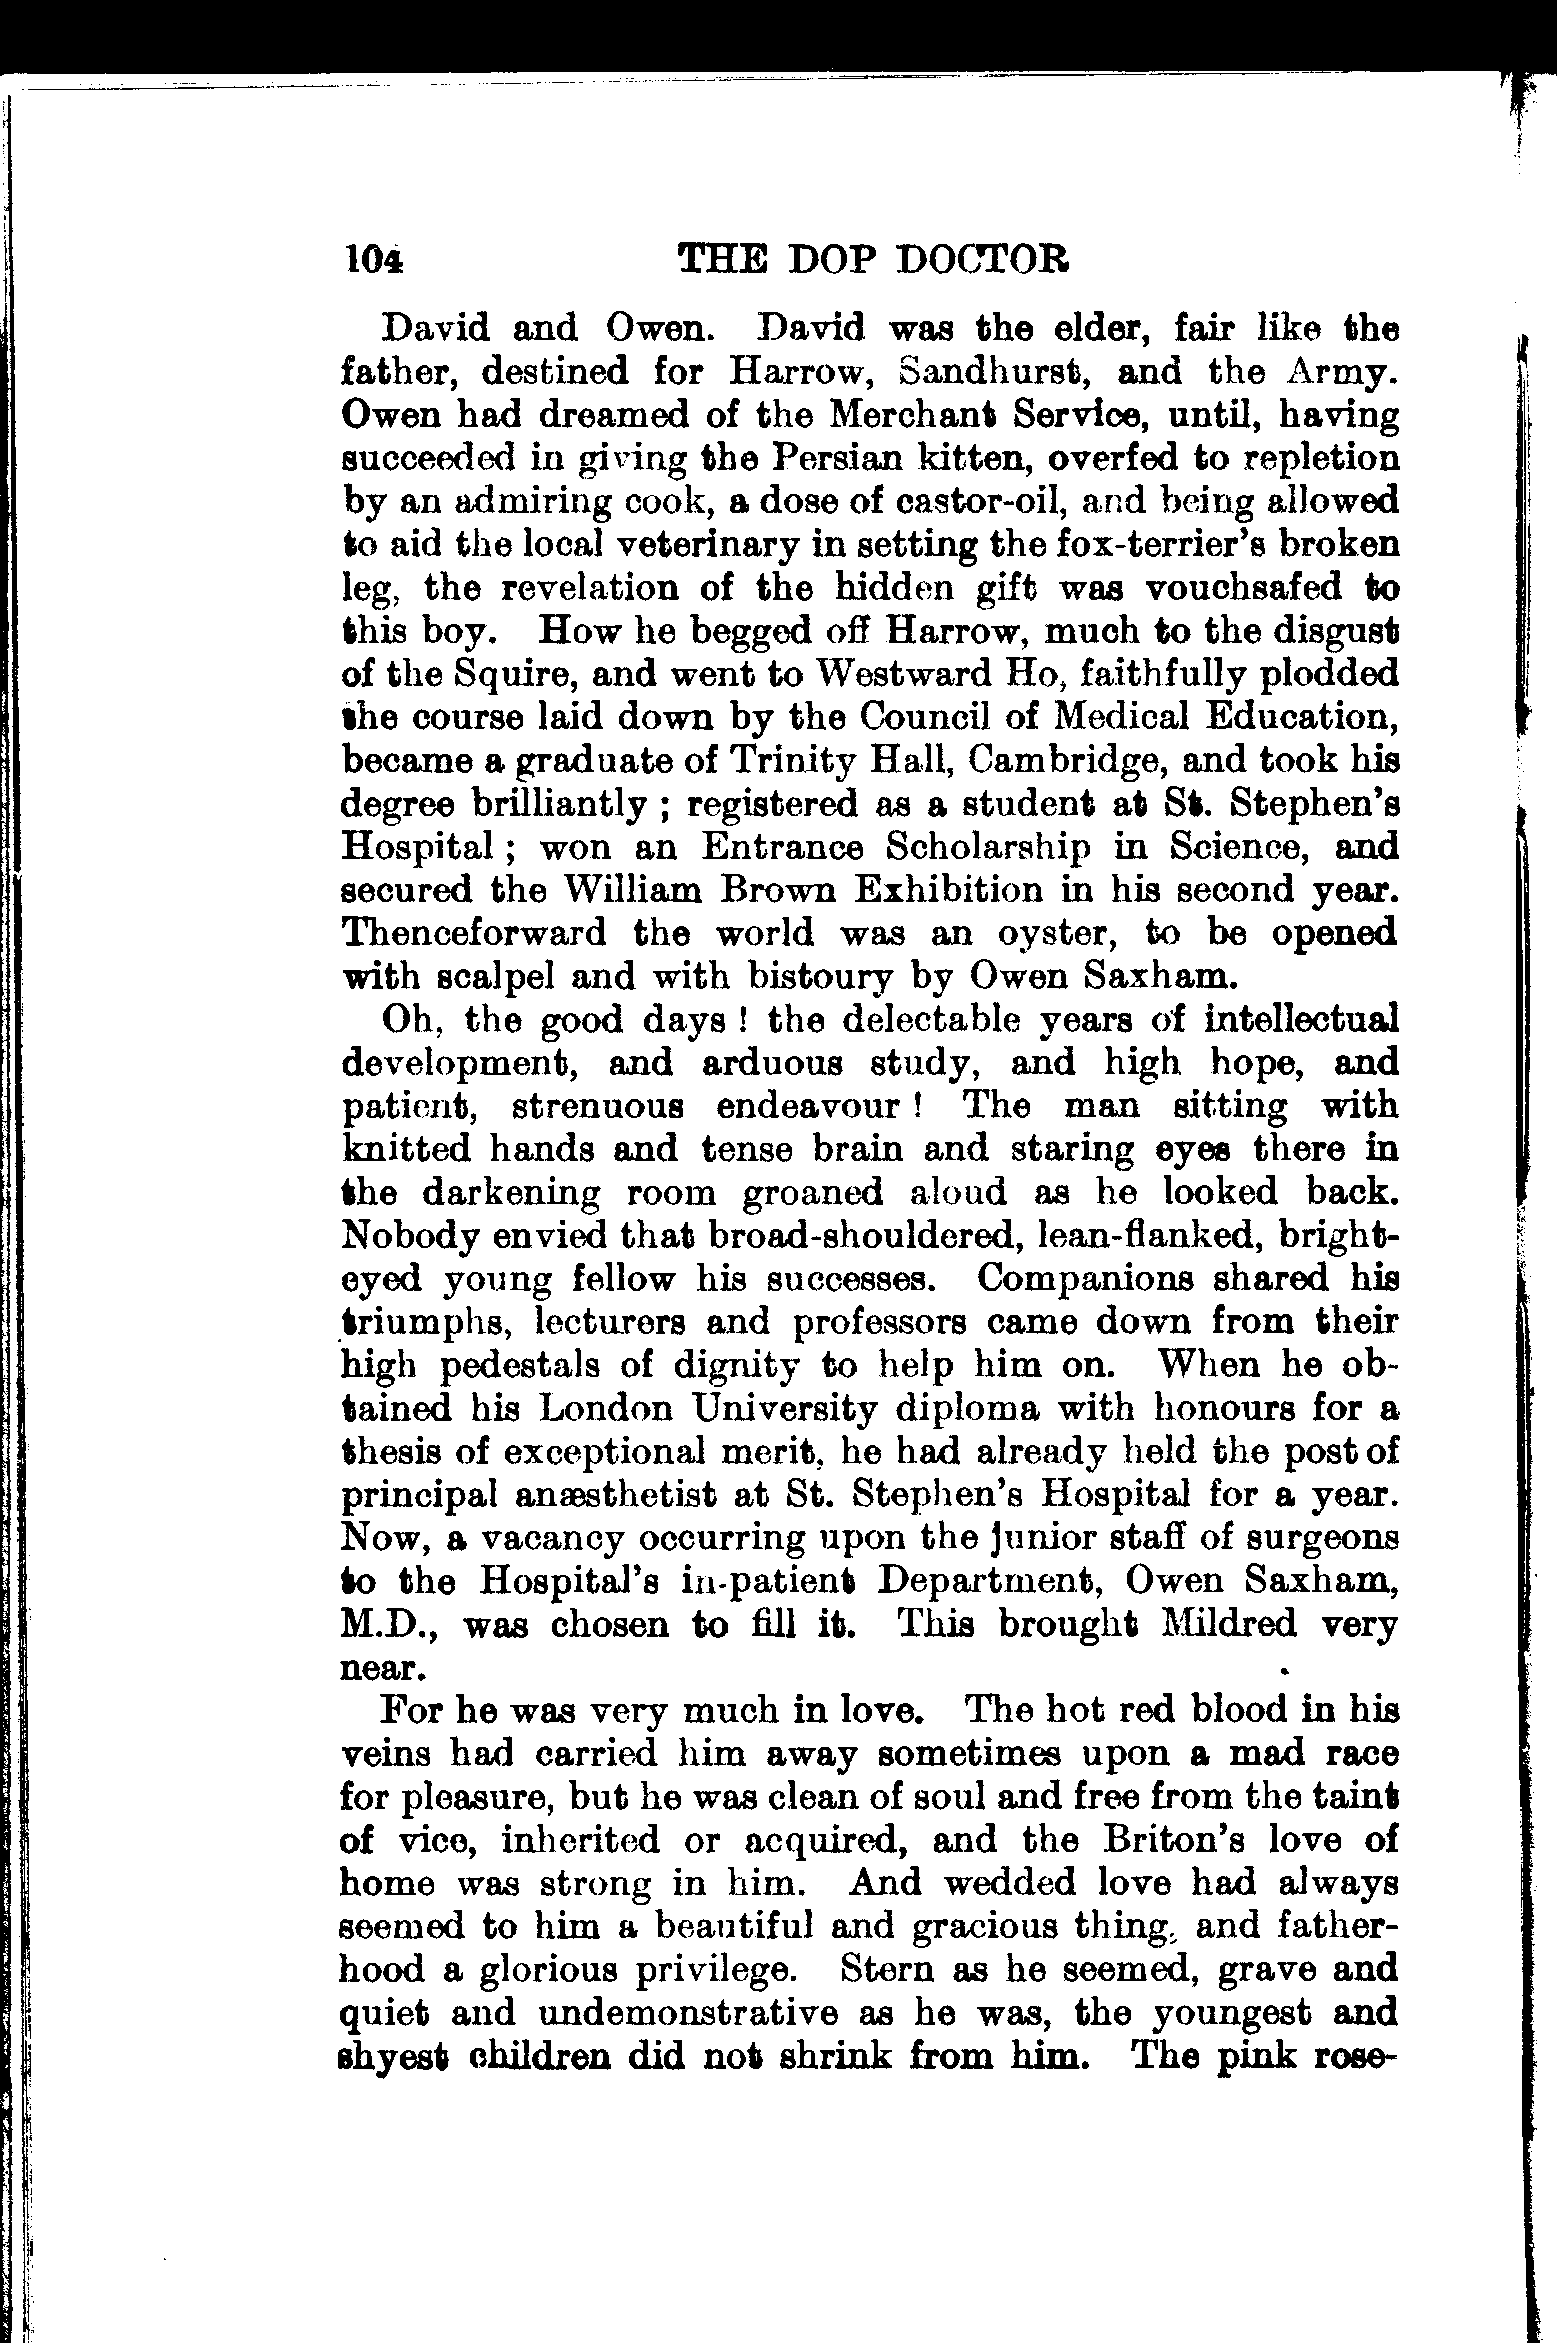 104 THE DOP DOCTOR
David and Owen. David was the elder, fair like the
father, destined for Harrow, Sandhurst, and the Army.
Owen had dreamed of the Merchant Service, until, having
succeeded in giving the Persian kitten, overfed to repletion
by an admiring cook, a dose of castor-oil, and being allowed
to aid the local veterinary in setting the fox-terrier's broken
leg, the revelation of the hidden gift was vouchsafed to
this boy. How he begged off Harrow, much to the disgust
of the Squire, and went to Westward Ho, faithfully plodded
the course laid down by the Council of Medical Education,
became a graduate of Trinity Hall, Cambridge, and took his
degree brilliantly ; registered as a student at St. Stephen's
Hospital ; won an Entrance Scholarship in Science, and
secured the William Brown Exhibition in his second year.
Thenceforward the world was an oyster, to be opened
with scalpel and with bistoury by Owen Saxham.
Oh, the good days ! the delectable years of intellectual
development, and arduous study, and high hope, and
patient, strenuous endeavour ! The man sitting with
knitted hands and tense brain and staring eyes there in
the darkening room groaned aloud as he looked back.
Nobody envied that broad-shouldered, lean-flanked, bright-
eyed young fellow his successes. Companions shared his
triumphs, lecturers and professors came down from their
high pedestals of dignity to help him on. When he ob-
tained his London University diploma with honours for a
thesis of exceptional merit, he had already held the post of
principal anæsthetist at St. Stephen's Hospital for a year.
Now, a vacancy occurring upon the junior staff of surgeons
to the Hospital's in-patient Department, Owen Saxham,
M.D., was chosen to fill it. This brought Mildred very
near.
For he was very much in love. The hot red blood in his
veins had carried him away sometimes upon a mad race
for pleasure, but he was clean of soul and free from the taint
of vice, inherited or acquired, and the Briton's love of
home was strong in him. And wedded love had always
seemed to him a beautiful and gracious thing, and father-
hood a glorious privilege. Stern as he seemed, grave and
quiet and undemonstrative as he was, the youngest and
shyest children did not shrink from him. The pink rose-